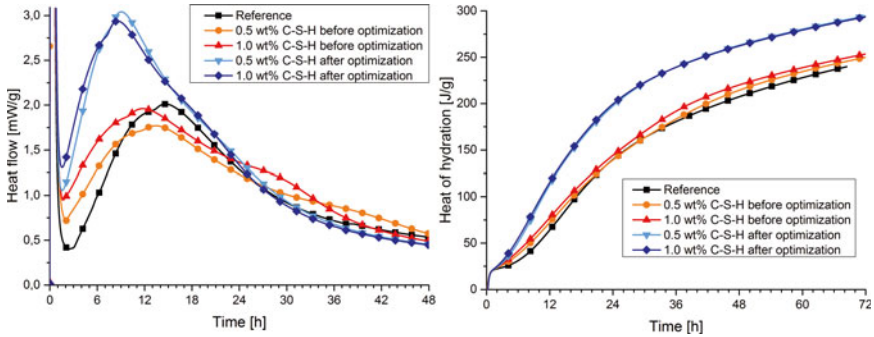 3,0
2,5
2,0
1,5
1,0
0,5
0,0
Heat flow [mW/g]
Reference
0.5 wt% C-S-H before optimization
1.0 wt% C-S-H before optimization
0.5 wt% C-S-H after optimization
1.0 wt% C-S-H after optimization
0 6 12 18 24 30 36 42 48
Time [h]
300
250
200
150
100
50
0
Heat of hydration [J/g]
Reference
0.5 wt% C-S-H before optimization
1.0 wt% C-S-H before optimization
0.5 wt% C-S-H after optimization
1.0 wt% C-S-H after optimization
0 12 24 36 48 60 72
Time [h]